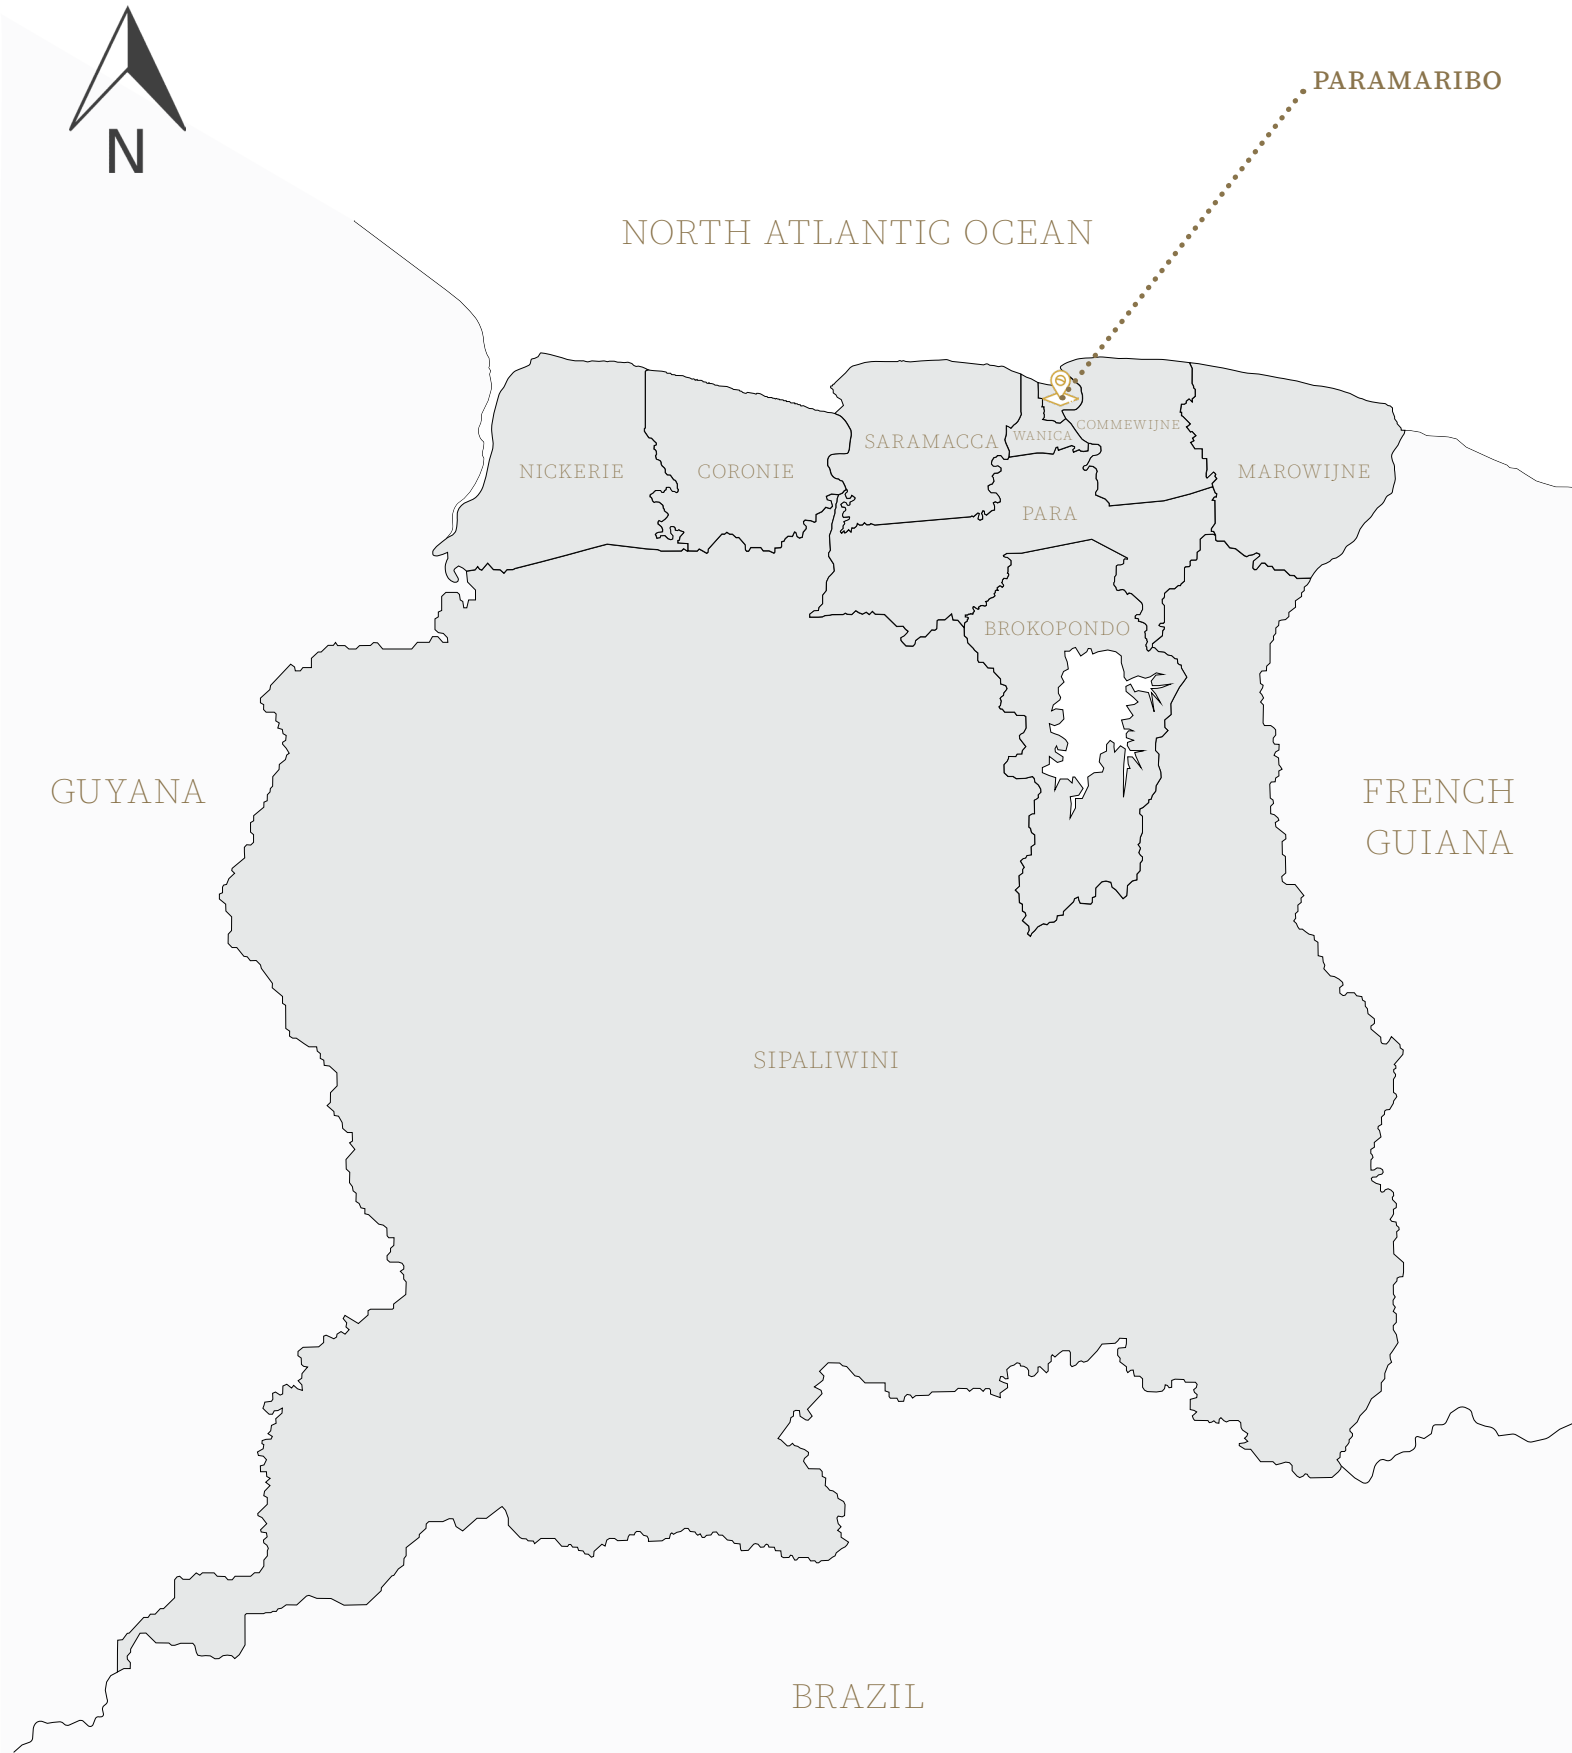 PARAMARIBO
N
NORTH ATLANTIC OCEAN
COMMEWIJNE
WANICA
SARAMACCA
NICKERIE
CORONIE
MAROWIJNE
PARA
BROKOPONDO
GUYANA
FRENCH
GUIANA
SIPALIWINI
BRAZIL